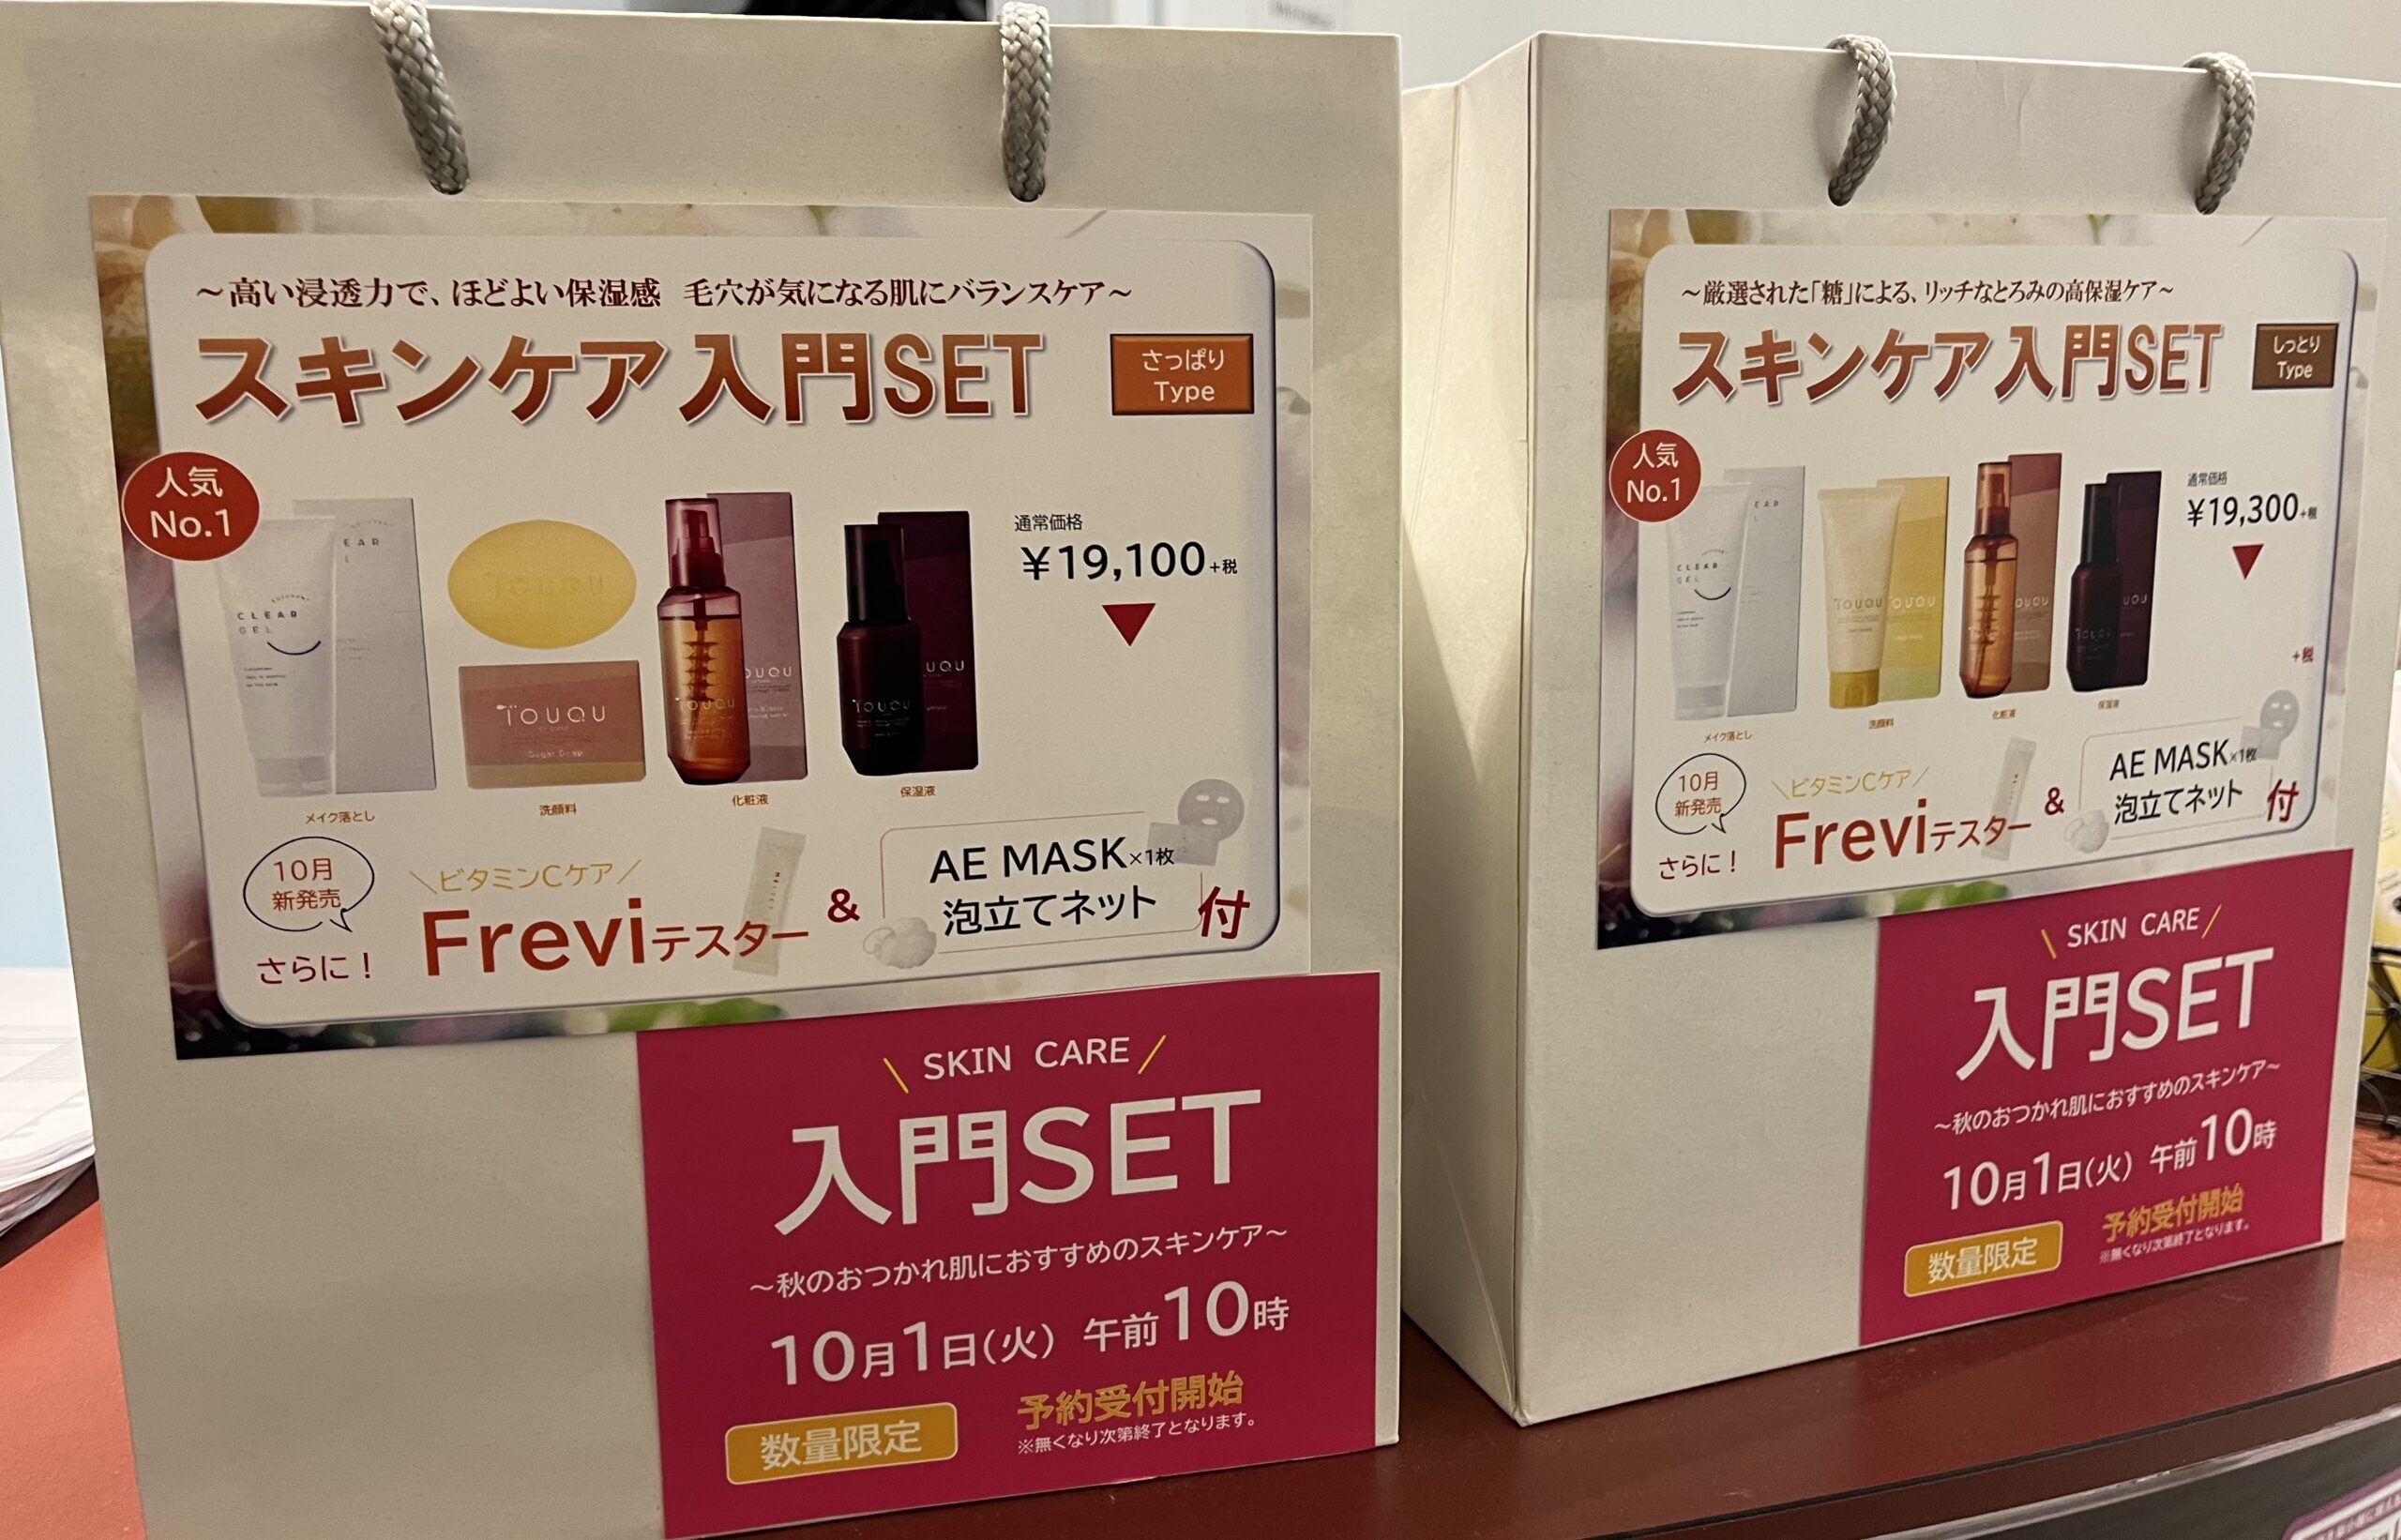 ～高い浸透力で、ほどよい保湿感 毛穴が気になる肌にバランスケア～
スキンケア入門SET
さっぱり
Type
人気
No.1
CLEAR
GEL
EAR
L
TOUQU
Sugar Soap
TOUQU
OUQU
TOUQU
OUQU
通常価格
¥19,100+税
メイク落とし
洗顔料
化粧液
保湿液
10月
新発売
さらに！
＼ビタミンCケア／
Freviテスター
&
AE MASK×1枚
泡立てネット
付
＼SKIN CARE／
入門SET
～秋のおつかれ肌におすすめのスキンケア～
10月1日(火) 午前10時
数量限定
予約受付開始
※無くなり次第終了となります。
～厳選された「糖」による、リッチなとろみの高保湿ケア～
スキンケア入門SET
しっとり
Type
人気
No.1
CLEAR
GEL
EAR
L
TOUQU
OUQU
OUQU
TOUQU
OUQU
通常価格
¥19,300+税
+税
メイク落とし
洗顔料
化粧液
保湿液
10月
新発売
さらに！
＼ビタミンCケア／
Freviテスター
&
AE MASK×1枚
泡立てネット
付
＼SKIN CARE／
入門SET
～秋のおつかれ肌におすすめのスキンケア～
10月1日(火) 午前10時
数量限定
予約受付開始
※無くなり次第終了となります。